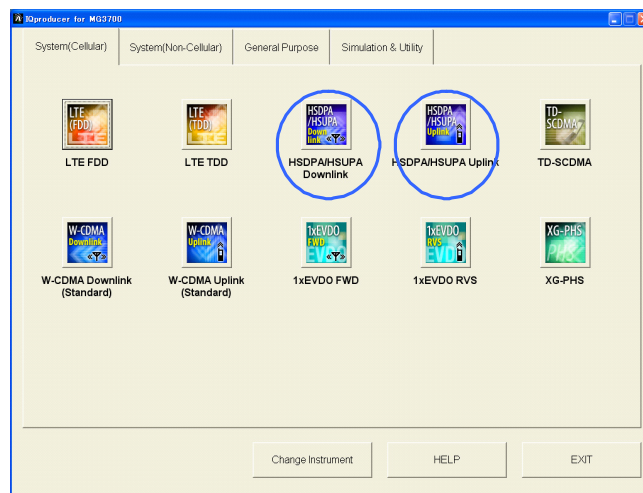 IQproducer for MG3700
System(Cellular)
System(Non-Cellular)
General Purpose
Simulation & Utility
LTE
(FDD)
LTE
(TDD)
HSDPA
/HSUPA
Down
link
HSDPA
/HSUPA
Uplink
TD-
SCDMA
LTE FDD
LTE TDD
HSDPA/HSUPA
Downlink
HSDPA/HSUPA Uplink
TD-SCDMA
W-CDMA
Downlink
W-CDMA
Uplink
1xEVDO
FWD
1xEVDO
RVS
XG-PHS
W-CDMA Downlink
(Standard)
W-CDMA Uplink
(Standard)
1xEVDO FWD
1xEVDO RVS
XG-PHS
Change Instrument
HELP
EXIT